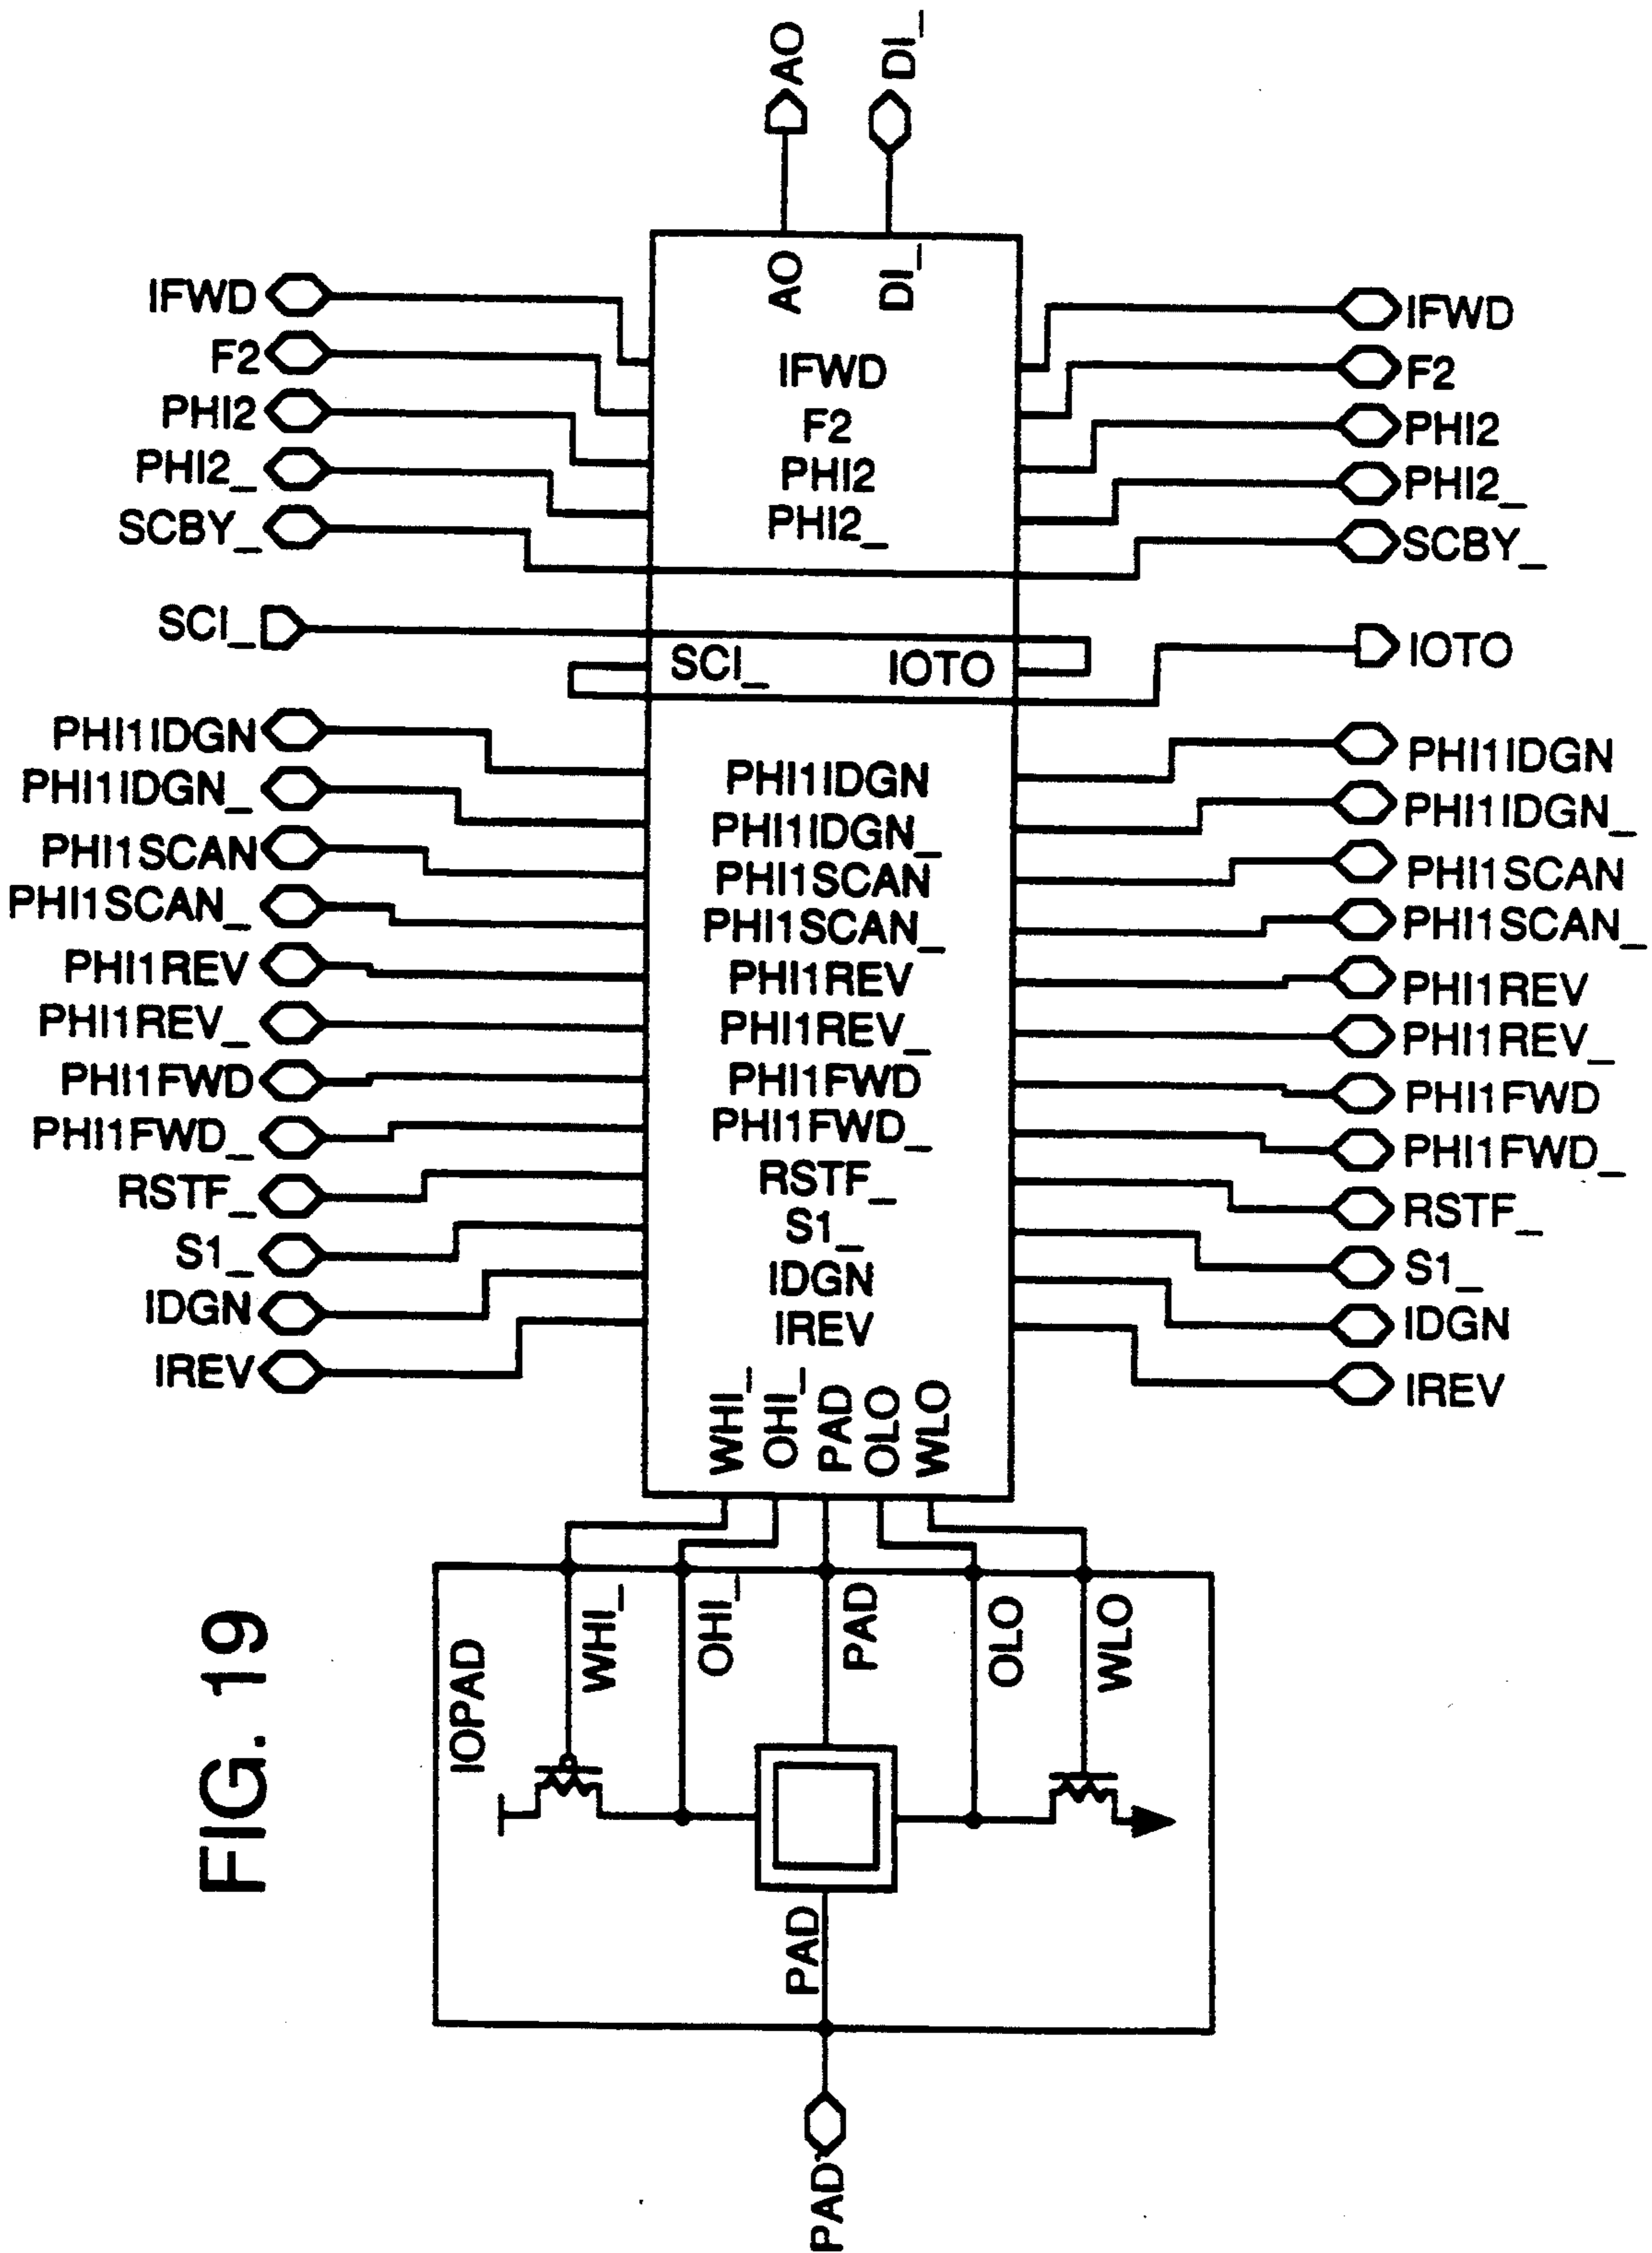 AO
DI_
IFWD
F2
PHI2
PHI2_
SCBY_
SCI_
PHI1IDGN
PHI1IDGN_
PHI1SCAN
PHI1SCAN_
PHI1REV
PHI1REV_
PHI1FWD
PHI1FWD_
RSTF_
S1_
IDGN
IREV
AO
DI_
IFWD
F2
PHI2
PHI2_
SCI_ IOTO
PHI1IDGN
PHI1IDGN_
PHI1SCAN
PHI1SCAN_
PHI1REV
PHI1REV_
PHI1FWD
PHI1FWD_
RSTF_
S1_
IDGN
IREV
WHI_
OHI_
PAD
OLO
WLO
IFWD
F2
PHI2
PHI2_
SCBY_
IOTO
PHI1IDGN
PHI1IDGN_
PHI1SCAN
PHI1SCAN_
PHI1REV
PHI1REV_
PHI1FWD
PHI1FWD_
RSTF_
S1_
IDGN
IREV
FIG. 19
IOPAD
WHI_
OHI_
PAD
OLO
WLO
PAD
PAD